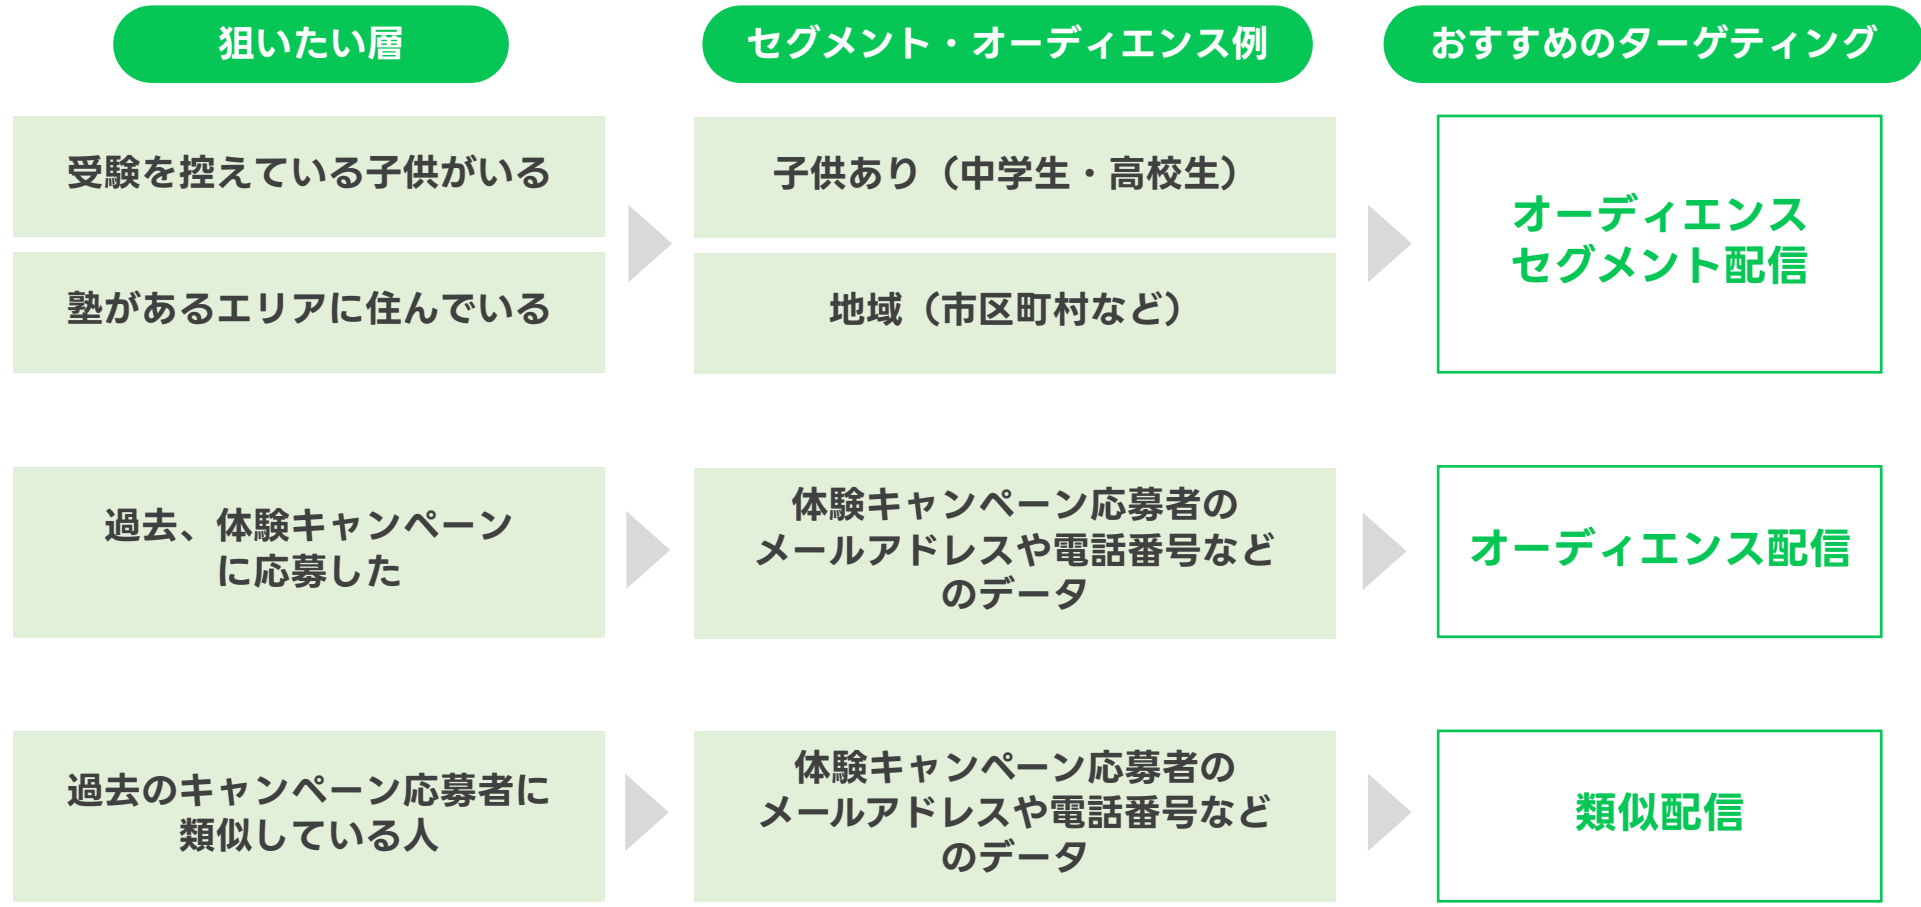 狙いたい層
セグメント・オーディエンス例
おすすめのターゲティング
受験を控えている子供がいる
子供あり（中学生・高校生）
塾があるエリアに住んでいる
地域（市区町村など）
オーディエンス
セグメント配信
過去、体験キャンペーン
に応募した
体験キャンペーン応募者の
メールアドレスや電話番号など
のデータ
オーディエンス配信
過去のキャンペーン応募者に
類似している人
体験キャンペーン応募者の
メールアドレスや電話番号など
のデータ
類似配信